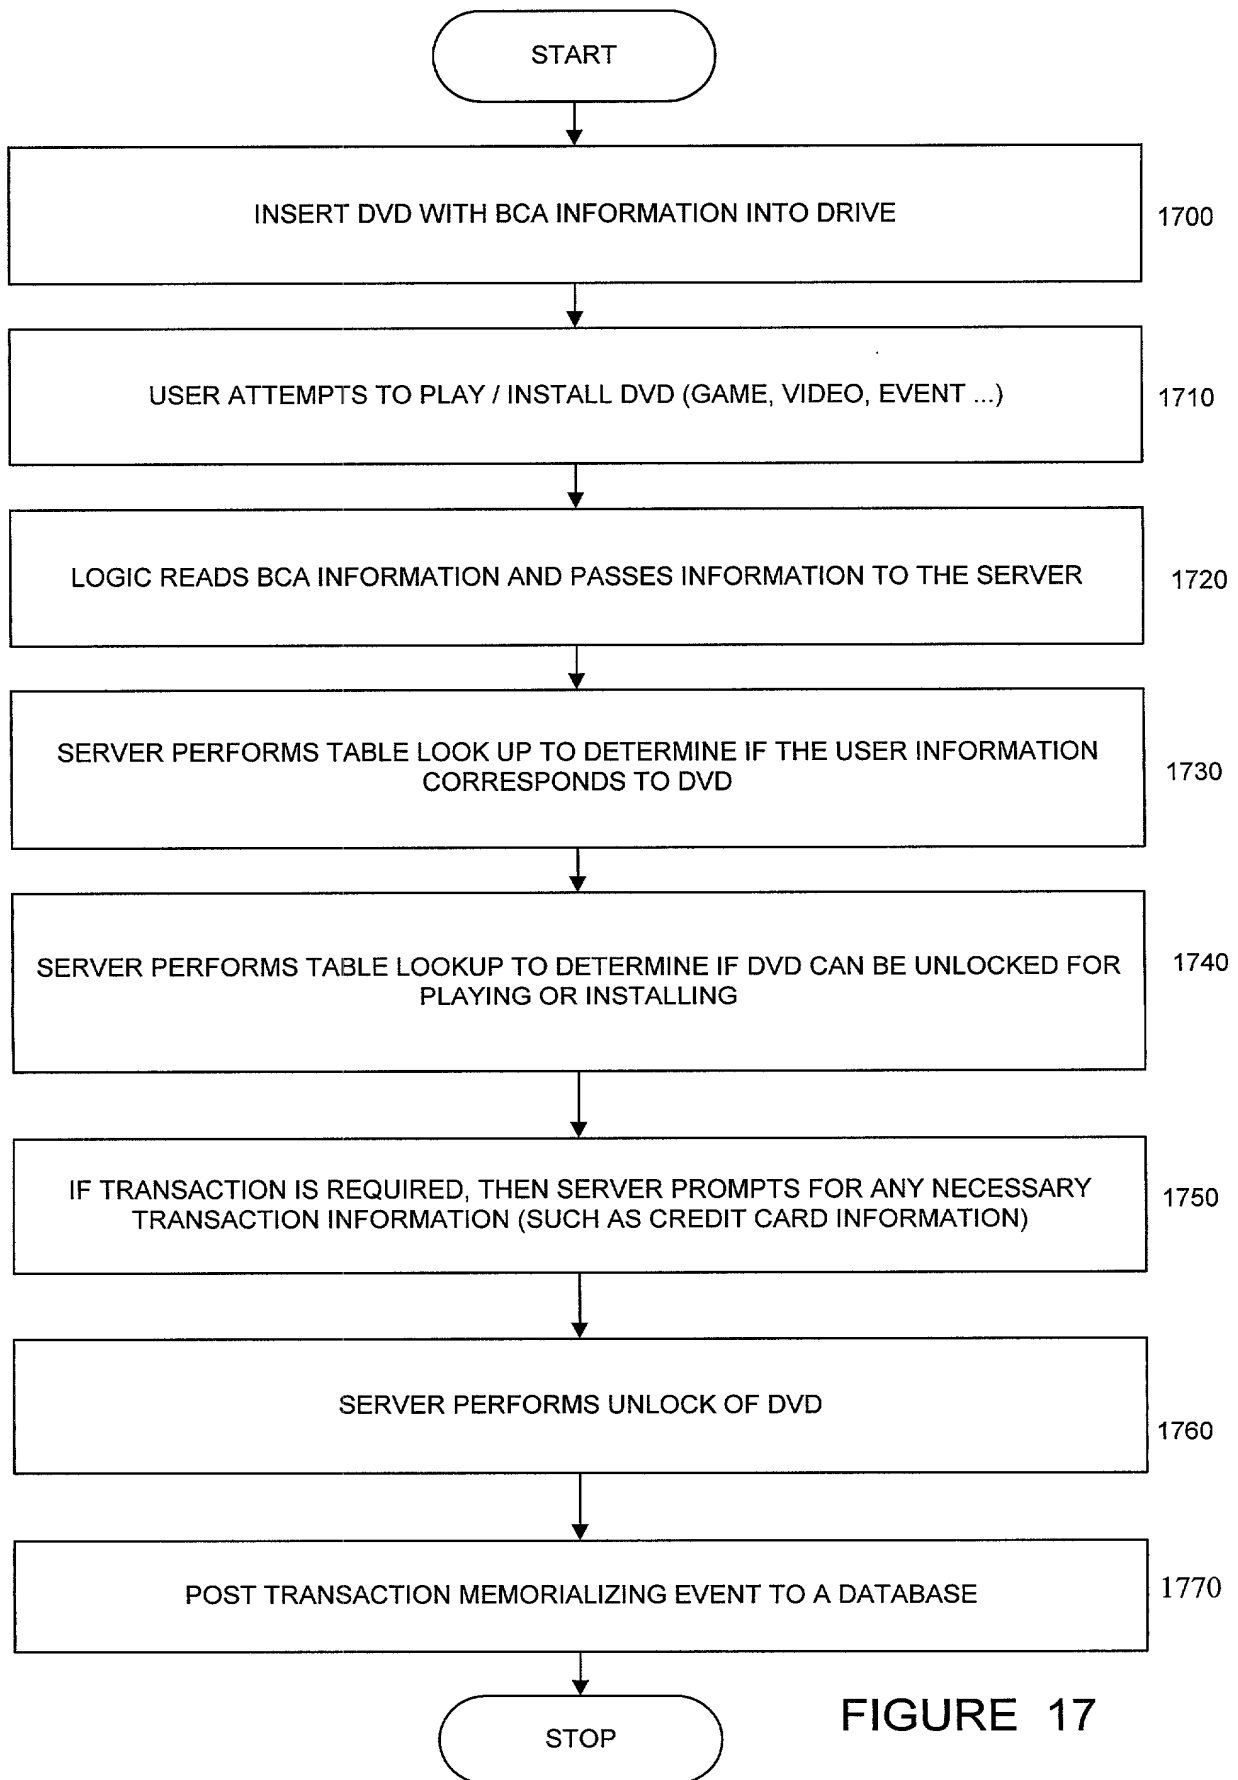 START
INSERT DVD WITH BCA INFORMATION INTO DRIVE
1700
USER ATTEMPTS TO PLAY / INSTALL DVD (GAME, VIDEO, EVENT ...)
1710
LOGIC READS BCA INFORMATION AND PASSES INFORMATION TO THE SERVER
1720
SERVER PERFORMS TABLE LOOK UP TO DETERMINE IF THE USER INFORMATION
CORRESPONDS TO DVD
1730
SERVER PERFORMS TABLE LOOKUP TO DETERMINE IF DVD CAN BE UNLOCKED FOR
PLAYING OR INSTALLING
1740
IF TRANSACTION IS REQUIRED, THEN SERVER PROMPTS FOR ANY NECESSARY
TRANSACTION INFORMATION (SUCH AS CREDIT CARD INFORMATION)
1750
SERVER PERFORMS UNLOCK OF DVD
1760
POST TRANSACTION MEMORIALIZING EVENT TO A DATABASE
1770
STOP
FIGURE 17